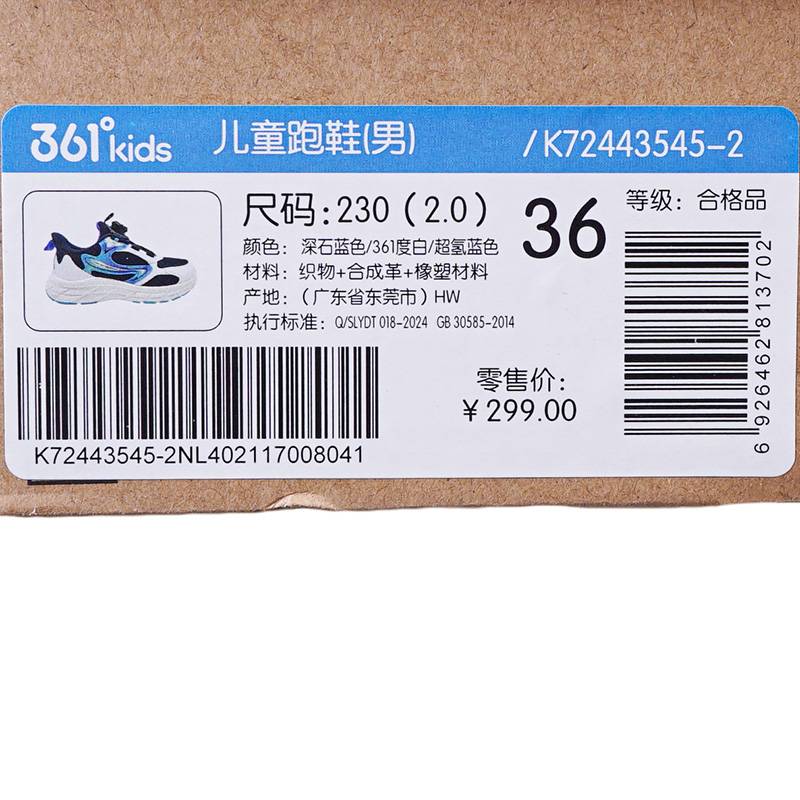 361°kids 儿童跑鞋(男) /K72443545-2
尺码:230（2.0） 36 等级：合格品
颜色：深石蓝色/361度白/超氢蓝色
材料：织物+合成革+橡塑材料
产地：（广东省东莞市）HW
执行标准：Q/SLYDT 018-2024 GB 30585-2014
零售价：
￥299.00
K72443545-2NL402117008041
6 926462 813702